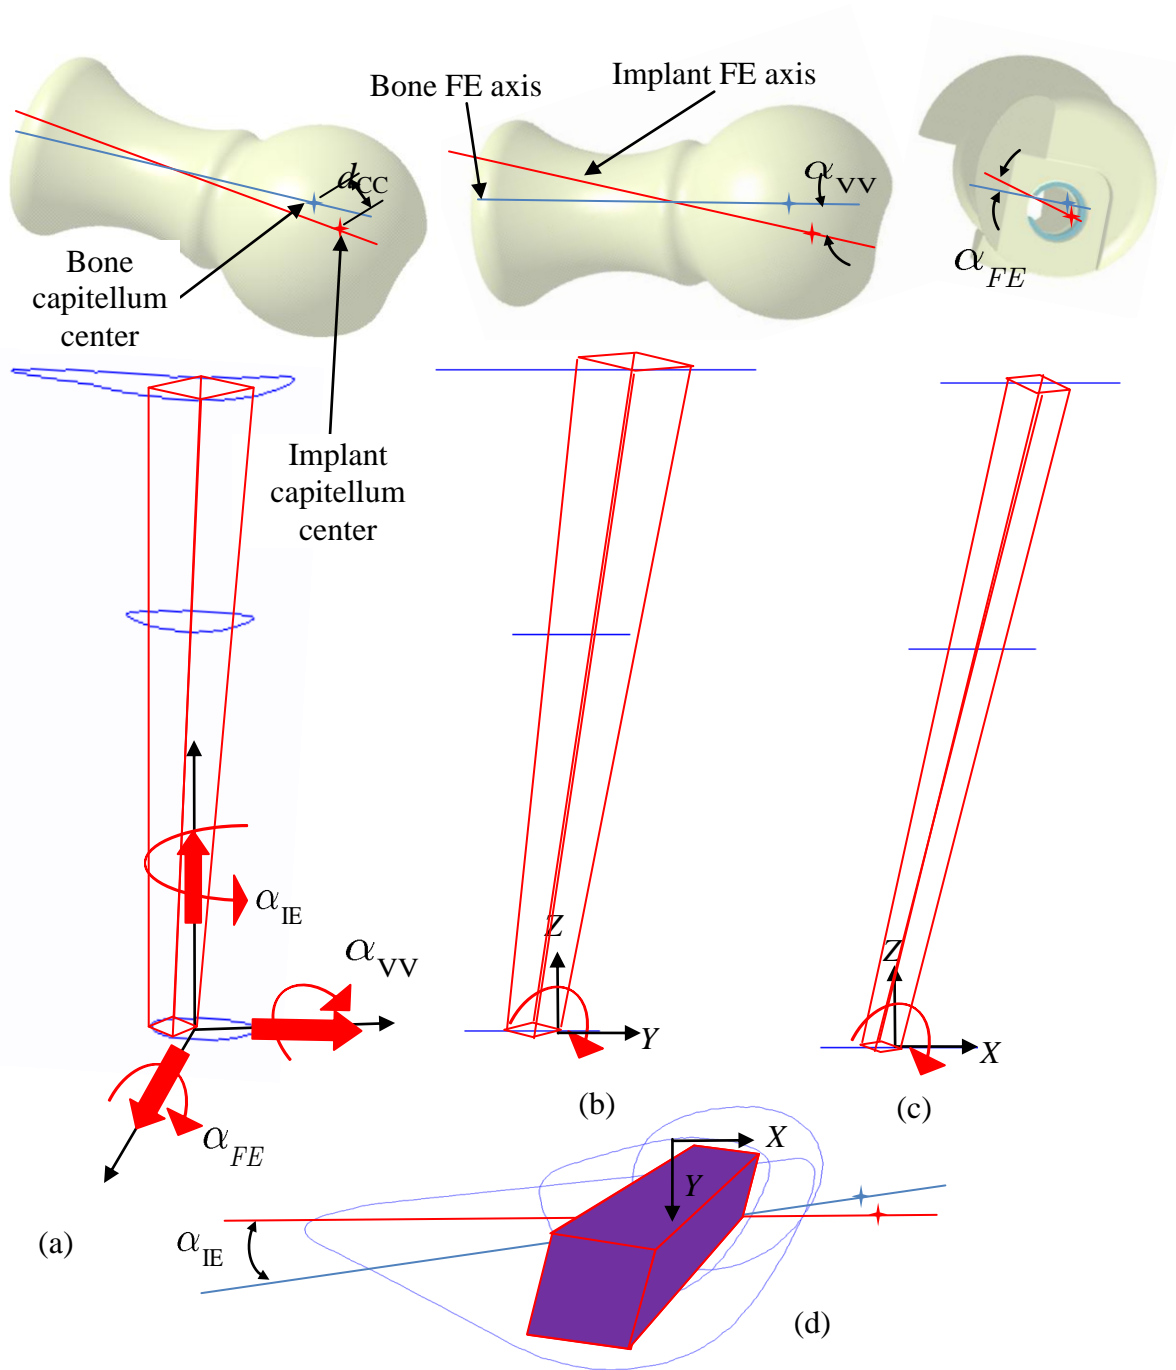 Bone FE axis
Implant FE axis
d_CC
α_VV
α_FE
Bone
capitellum
center
Implant
capitellum
center
α_IE
α_VV
α_FE
Z
Y
Z
X
(a)
(b)
(c)
X
Y
α_IE
(d)